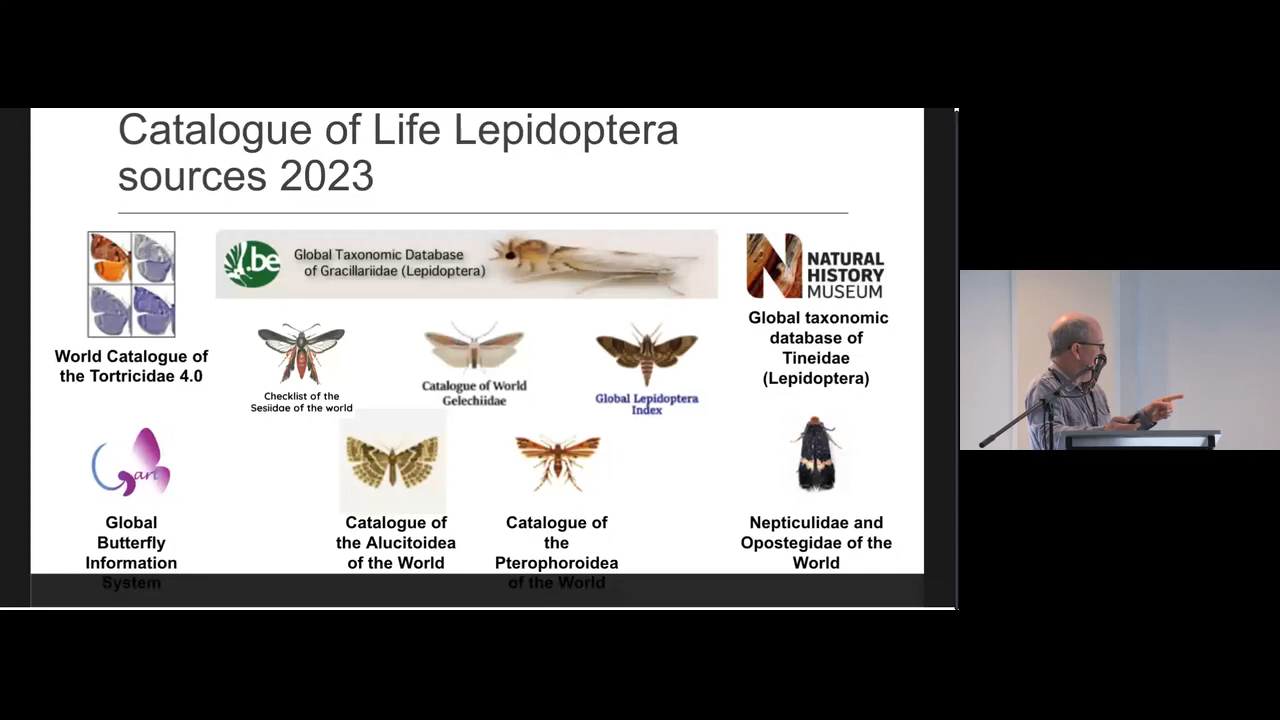 Catalogue of Life Lepidoptera
sources 2023
.be
Global Taxonomic Database
of Gracillariidae (Lepidoptera)
NATURAL
HISTORY
MUSEUM
World Catalogue of
the Tortricidae 4.0
Checklist of the
Sesiidae of the world
Catalogue of World
Gelechiidae
Global Lepidoptera
Index
Global taxonomic
database of
Tineidae
(Lepidoptera)
Gart
Global
Butterfly
Information
System
Catalogue of
the Alucitoidea
of the World
Catalogue of
the
Pterophoroidea
of the World
Nepticulidae and
Opostegidae of the
World